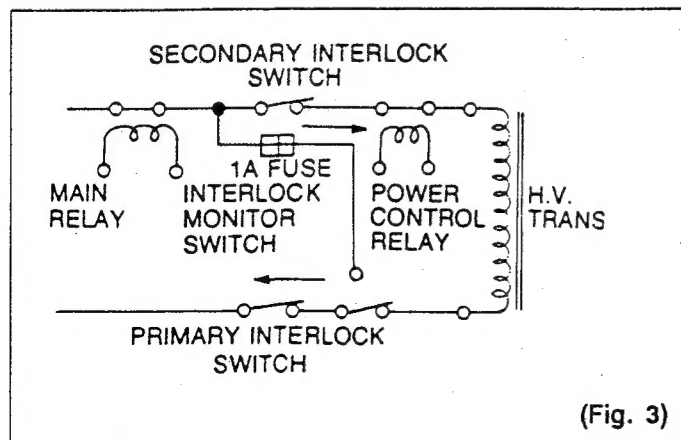 SECONDARY INTERLOCK
SWITCH
1A FUSE
MAIN
RELAY
INTERLOCK
MONITOR
SWITCH
POWER
CONTROL
RELAY
H.V.
TRANS
PRIMARY INTERLOCK
SWITCH
(Fig. 3)